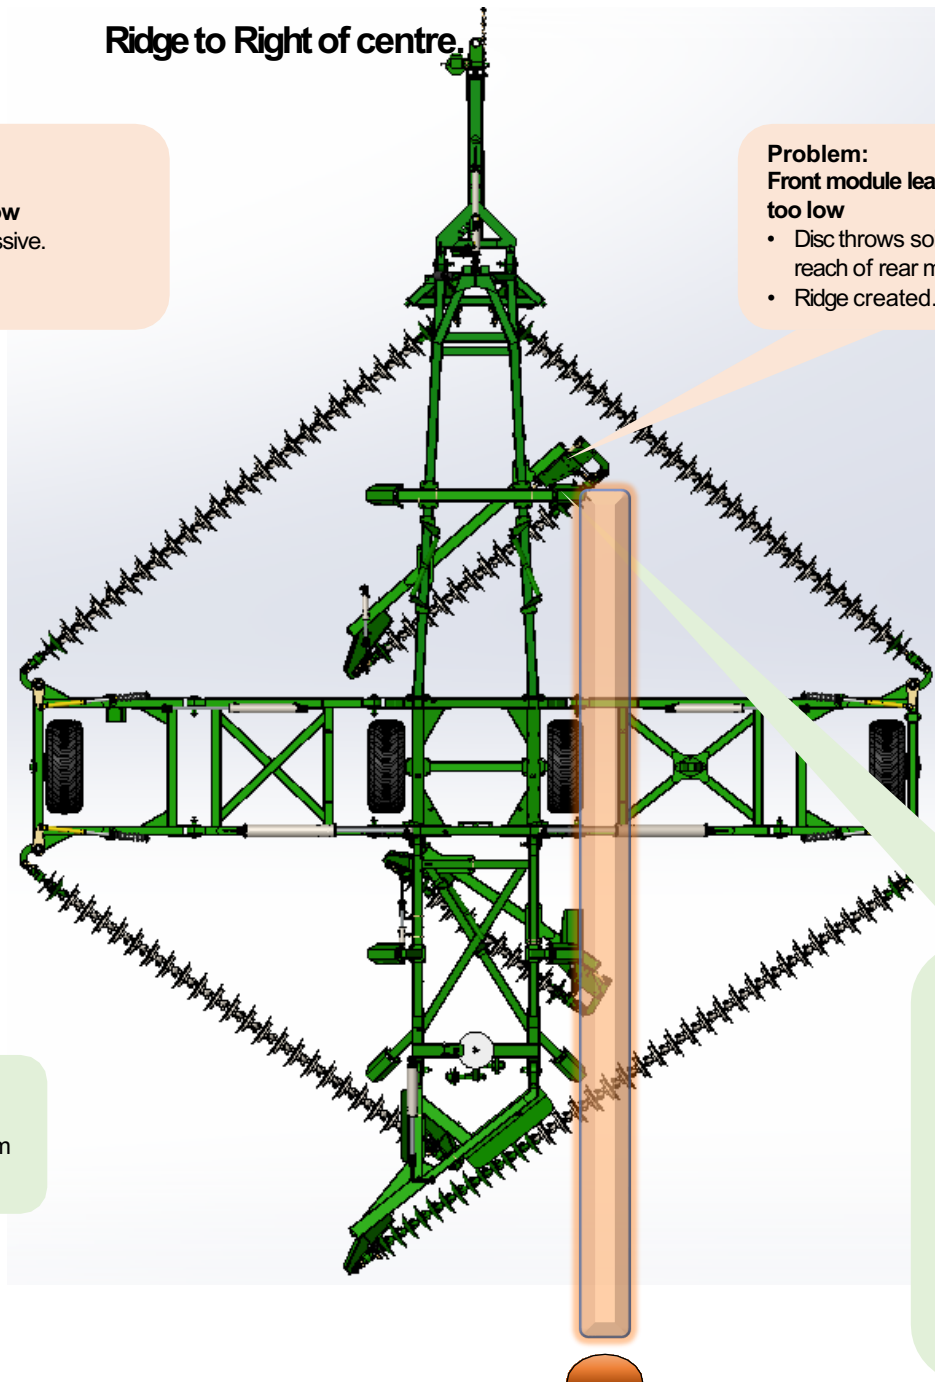 Ridge to Right of centre.
ssive.
Problem:
Front module lea
too low
• Disc throws so
reach of rear m
• Ridge created.